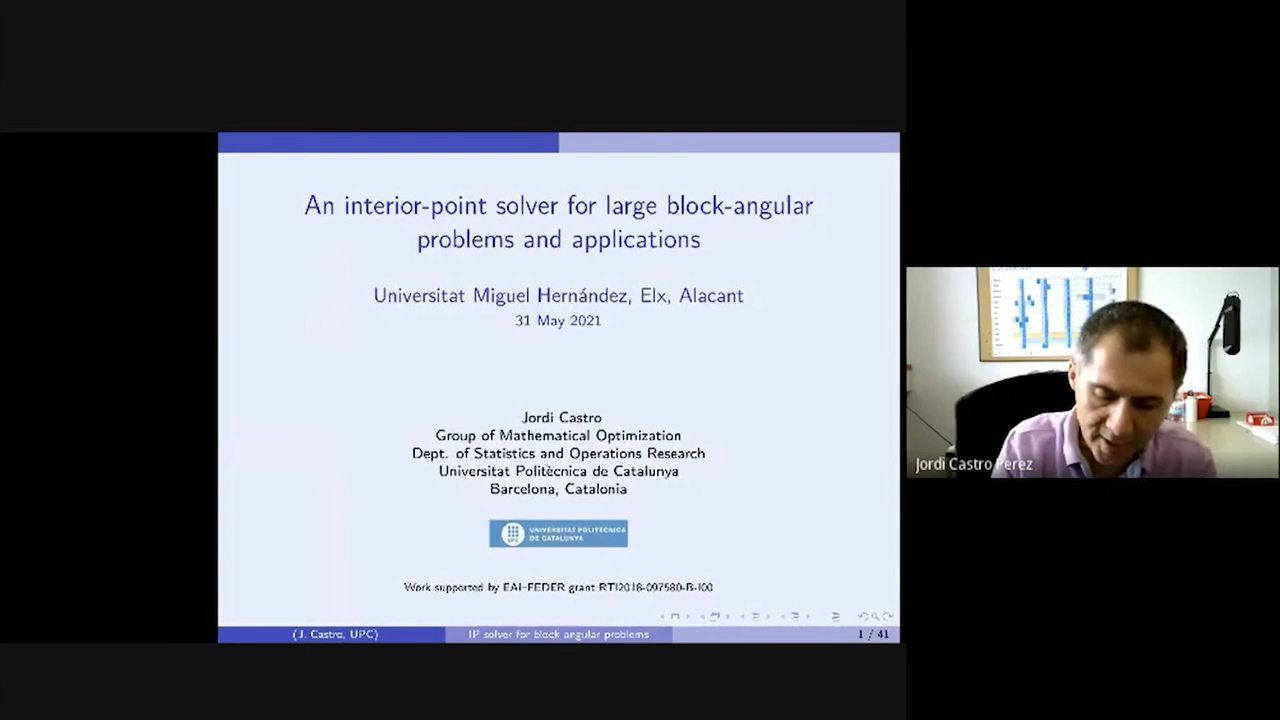 An interior-point solver for large block-angular
problems and applications
Universitat Miguel Hernández, Elx, Alacant
31 May 2021
Jordi Castro
Group of Mathematical Optimization
Dept. of Statistics and Operations Research
Universitat Politècnica de Catalunya
Barcelona, Catalonia
UNIVERSITAT POLITÈCNICA
DE CATALUNYA
UPC
Work supported by EAI-FEDER grant RTI2018-097580-B-I00
(J. Castro, UPC)
IP solver for block angular problems
1 / 41
Jordi Castro Perez